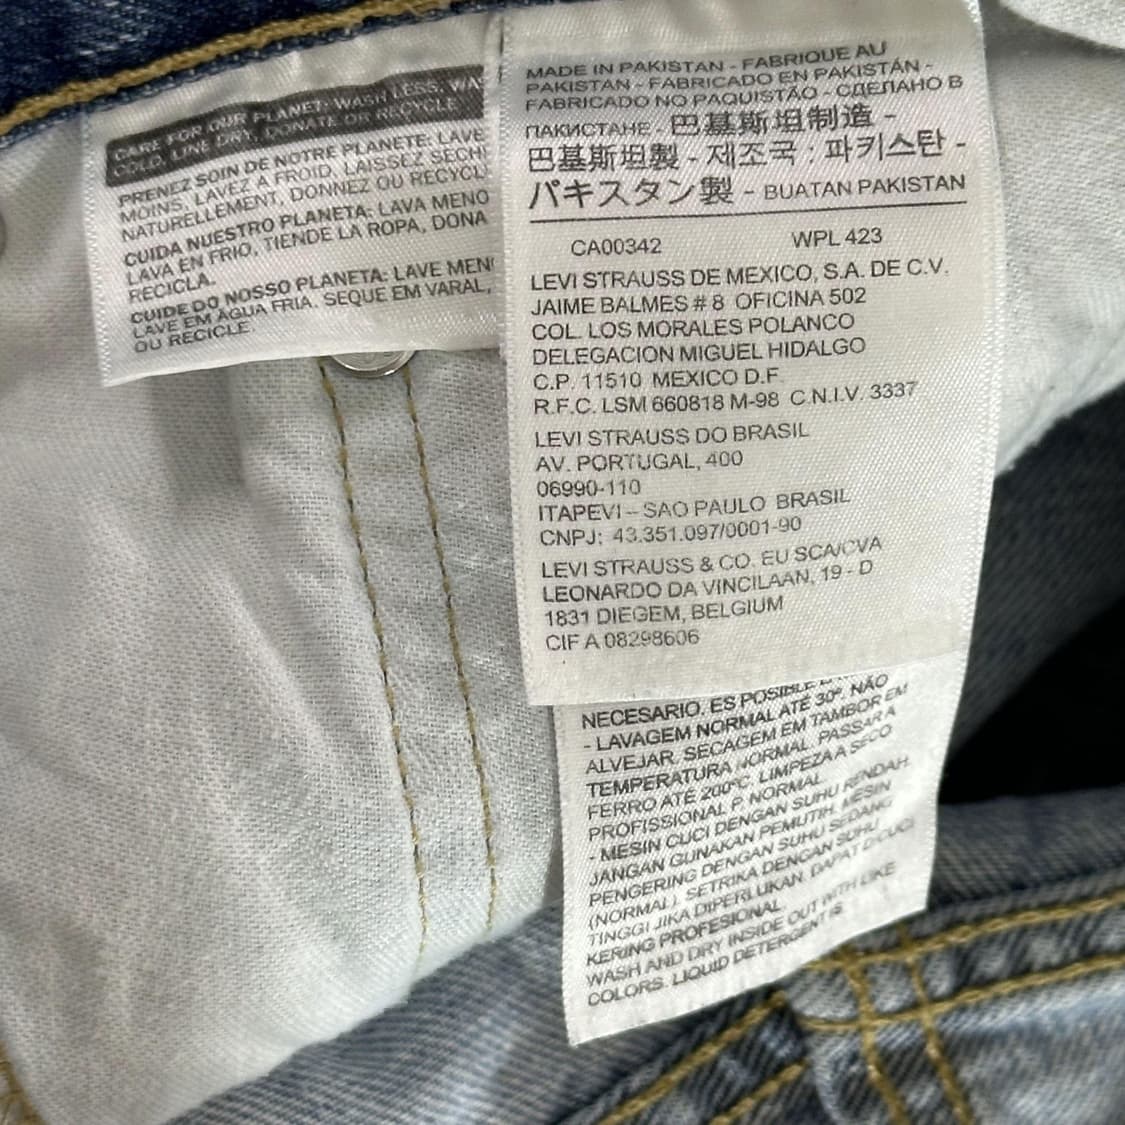 CARE FOR OUR PLANET: WASH LESS, WA
COLD, LINE DRY, DONATE OR RECYCLE.
PRENEZ SOIN DE NOTRE PLANETE: LAVE
MOINS, LAVEZ A FROID, LAISSEZ SECH
NATURELLEMENT, DONNEZ OU RECYCL
CUIDA NUESTRO PLANETA: LAVA MENO
LAVA EN FRIO, TIENDE LA ROPA, DONA
RECICLA.
CUIDE DO NOSSO PLANETA: LAVE MEN
LAVE EM ÁGUA FRIA. SEQUE EM VARAL,
OU RECICLE.
MADE IN PAKISTAN - FABRIQUE AU
PAKISTAN - FABRICADO EN PAKISTÁN -
FABRICADO NO PAQUISTÃO - СДЕЛАНО В
ПАКИСТАНЕ - 巴基斯坦制造 -
巴基斯坦製 - 제조국 : 파키스탄 -
パキスタン製 - BUATAN PAKISTAN
CA00342 WPL 423
LEVI STRAUSS DE MEXICO, S.A. DE C.V.
JAIME BALMES # 8 OFICINA 502
COL. LOS MORALES POLANCO
DELEGACION MIGUEL HIDALGO
C.P. 11510 MEXICO D.F.
R.F.C. LSM 660818 M-98 C.N.I.V. 3337
LEVI STRAUSS DO BRASIL
AV. PORTUGAL, 400
06990-110
ITAPEVI – SAO PAULO BRASIL
CNPJ: 43.351.097/0001-90
LEVI STRAUSS & CO. EU SCA/CVA
LEONARDO DA VINCILAAN, 19 - D
1831 DIEGEM, BELGIUM
CIF A 08298606
NECESARIO. ES POSIBLE
- LAVAGEM NORMAL ATÉ 30º. NÃO
ALVEJAR. SECAGEM EM TAMBOR EM
TEMPERATURA NORMAL. PASSAR A
FERRO ATÉ 200ºC. LIMPEZA A SECO
PROFISSIONAL P. NORMAL.
- MESIN CUCI DENGAN SUHU RENDAH.
JANGAN GUNAKAN PEMUTIH. MESIN
PENGERING DENGAN SUHU SEDANG
(NORMAL). SETRIKA DENGAN SUHU
TINGGI JIKA DIPERLUKAN. DAPAT DICUCI
KERING PROFESIONAL.
WASH AND DRY INSIDE OUT WITH LIKE
COLORS. LIQUID DETERGENT IS